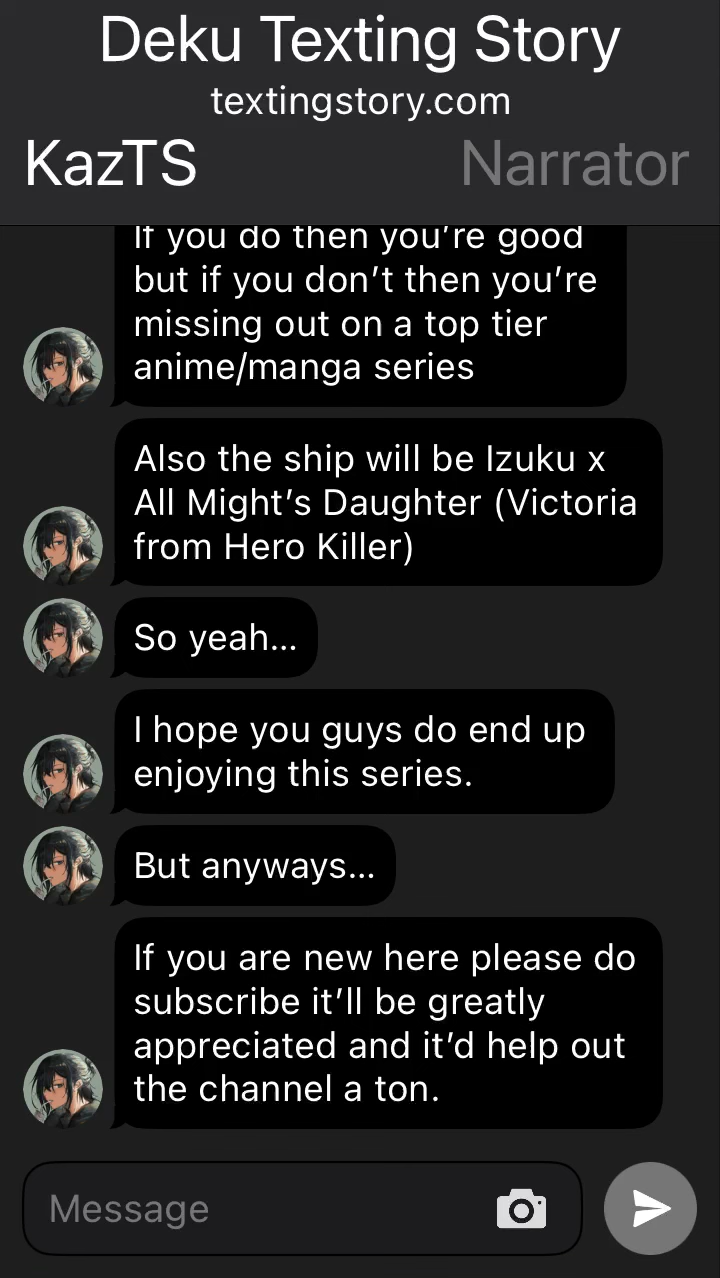 Deku Texting Story
textingstory.com
KazTS
Narrator
If you do then you’re good
but if you don’t then you’re
missing out on a top tier
anime/manga series
Also the ship will be Izuku x
All Might’s Daughter (Victoria
from Hero Killer)
So yeah...
I hope you guys do end up
enjoying this series.
But anyways...
If you are new here please do
subscribe it’ll be greatly
appreciated and it’d help out
the channel a ton.
Message